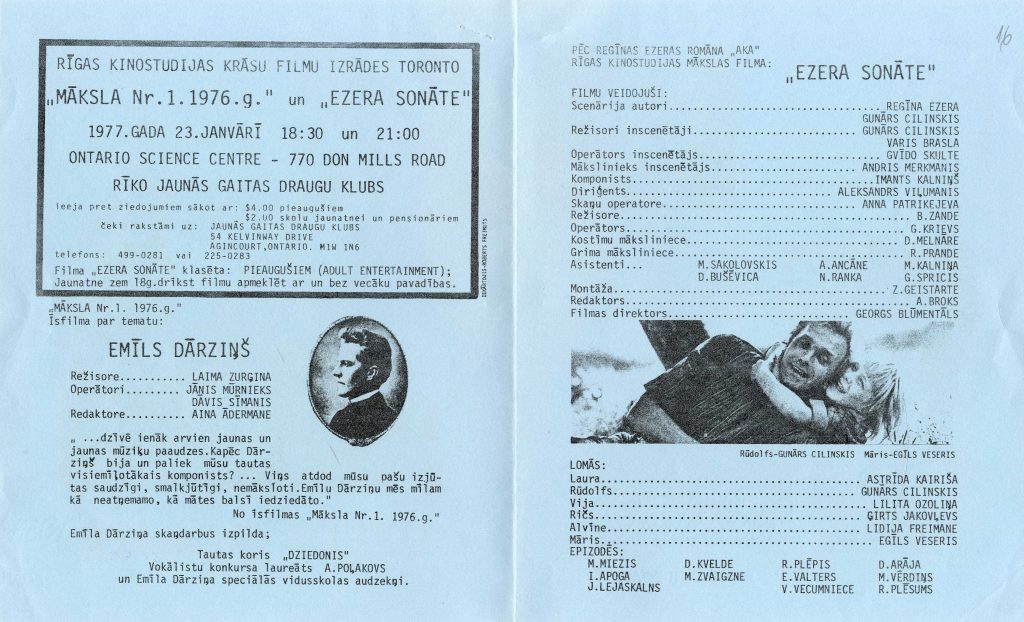 RĪGAS KINOSTUDIJAS KRĀSU FILMU IZRĀDES TORONTO
„MĀKSLA Nr.1.1976.g." un „EZERA SONĀTE"
1977.GADA 23.JANVĀRĪ 18:30 un 21:00
ONTARIO SCIENCE CENTRE - 770 DON MILLS ROAD
RĪKO JAUNĀS GAITAS DRAUGU KLUBS
ieeja pret ziedojumiem sākot ar: $4.00 pieaugušiem
$2.00 skolu jaunatnei un pensionāriem
čeki rakstāmi uz: JAUNĀS GAITAS DRAUGU KLUBS
54 KELVINWAY DRIVE
AGINCOURT,ONTARIO. M1W 1N6
telefons: 499-0281 vai 225-0283
Filma „EZERA SONĀTE" klasēta: PIEAUGUŠIEM (ADULT ENTERTAINMENT);
Jaunatne zem 18g.drīkst filmu apmeklēt ar un bez vecāku pavadības.
„MĀKSLA Nr.1. 1976.g."
Īsfilma par tematu:
EMĪLS DĀRZIŅŠ
Režisore........... LAIMA ZURGINA
Operātori......... JĀNIS MŪRNIEKS
DAVIS SĪMANIS
Redaktore......... AINA ĀDERMANE
„ ...dzīvē ienāk arvien jaunas un
jaunas mūziķu paaudzes.Kapēc Dār-
ziņš bija un paliek mūsu tautas
visiemīļotākais komponists?... Viņš atdod mūsu pašu izjū-
tas saudzīgi, smalkjūtīgi, nemāksloti.Emīlu Dārziņu mēs mīlam
kā neatņemamo, kā mātes balsī iedziedāto."
No īsfilmas "Māksla Nr.1. 1976.g."
Emīla Dārziņa skaņdarbus izpilda;
Tautas koris „DZIEDONIS"
Vokālistu konkursa laureāts A.POĻAKOVS
un Emīla Dārziņa speciālās vidusskolas audzekņi.
16
PĒC REGĪNAS EZERAS ROMĀNA „AKA"
RĪGAS KINOSTUDIJAS MĀKSLAS FILMA:
„EZERA SONĀTE"
FILMU VEIDOJUŠI:
Scenārija autori.................................REGĪNA EZERA
GUNĀRS CILINSKIS
Režisori inscenētāji............................. GUNĀRS CILINSKIS
VARIS BRASLA
Operātors inscenētājs.................................GVĪDO SKULTE
Mākslinieks inscenētājs........................... ANDRIS MERKMANIS
Komponists........................................ IMANTS KALNIŅŠ
Diriģents.................................. ALEKSANDRS VIĻUMANIS
Skaņu operatore..............................ANNA PATRIKEJEVA
Režisore................................................B.ZANDE
Operātors.............................................G.KRIEVS
Kostīmu māksliniece..................................D.MELNĀRE
Grima māksliniece.....................................R.PRANDE
Asistenti... M.SAKOLOVSKIS A.ANCĀNE M.KALNIŅA
D.BUŠEVICA N.RANKA G.SPRICIS
Montāža.............................................Z.GEISTARTE
Redaktors.............................................A.BROKS
Filmas direktors............................. GEORGS BLŪMENTĀLS
Rūdolfs-GUNĀRS CILINSKIS Māris-EGĪLS VESERIS
LOMĀS:
Laura........................................... ASTRĪDA KAIRIŠA
Rūdolfs........................................GUNĀRS CILINSKIS
Vija.............................................LILITA OZOLIŅA
Ričs...........................................ĢIRTS JAKOVĻEVS
Alvīne..........................................LIDIJA FREIMANE
Māris............................................. EGĪLS VESERIS
EPIZODĒS:
M.MIEZIS D.KVELDE R.PLĒPIS D.ARĀJA
I.APOGA M.ZVAIGZNE E.VALTERS M.VĒRDIŅS
J.LEJASKALNS V.VECUMNIECE R.PLĒSUMS